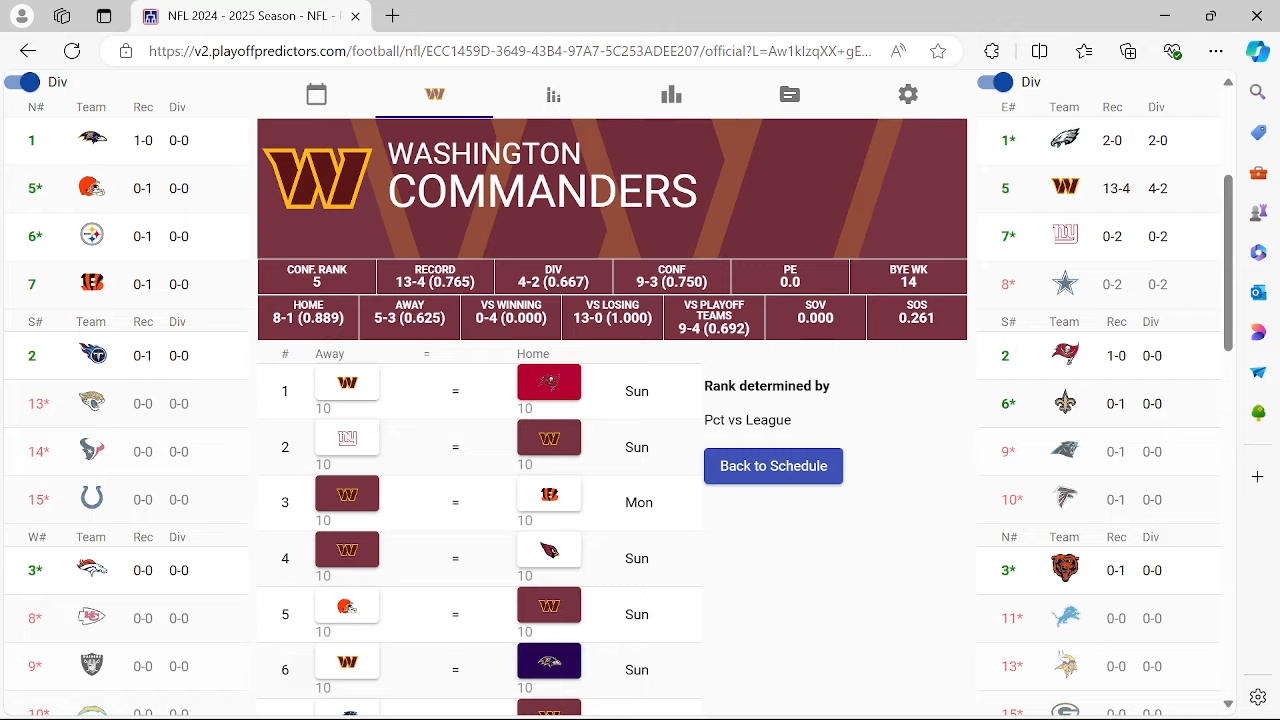 NFL 2024 - 2025 Season
https://v2.playoffpredictors.com/football/nfl/ECC1459D-3649-43B4-97A7-5C253ADEE207/official?L=Aw1kIzqXX+gE...
Div
N# Team Rec Div
1 1-0 0-0
5* 0-1 0-0
6* 0-1 0-0
7 0-1 0-0
S# Team Rec Div
2 0-1 0-0
13* 0-0 0-0
14* 0-0 0-0
15* 0-0 0-0
W# Team Rec Div
3* 0-0 0-0
8* 0-0 0-0
9* 0-0 0-0
10* 0-0 0-0
WASHINGTON
COMMANDERS
CONF. RANK RECORD DIV CONF PE BYE WK
5 13-4 (0.765) 4-2 (0.667) 9-3 (0.750) 0.0 14
HOME AWAY VS WINNING VS LOSING VS PLAYOFF TEAMS SOV SOS
8-1 (0.889) 5-3 (0.625) 0-4 (0.000) 13-0 (1.000) 9-4 (0.692) 0.000 0.261
# Away = Home
1 = Sun
10 10
2 = Sun
10 10
3 = Mon
10 10
4 = Sun
10 10
5 = Sun
10 10
6 = Sun
10 10
Rank determined by
Pct vs League
Back to Schedule
Div
E# Team Rec Div
1* 2-0 2-0
5 13-4 4-2
7* 0-2 0-2
8* 0-2 0-2
S# Team Rec Div
2 1-0 0-0
6* 0-1 0-0
9* 0-1 0-0
10* 0-1 0-0
N# Team Rec Div
3* 0-1 0-0
11* 0-0 0-0
13* 0-0 0-0
15* 0-0 0-0